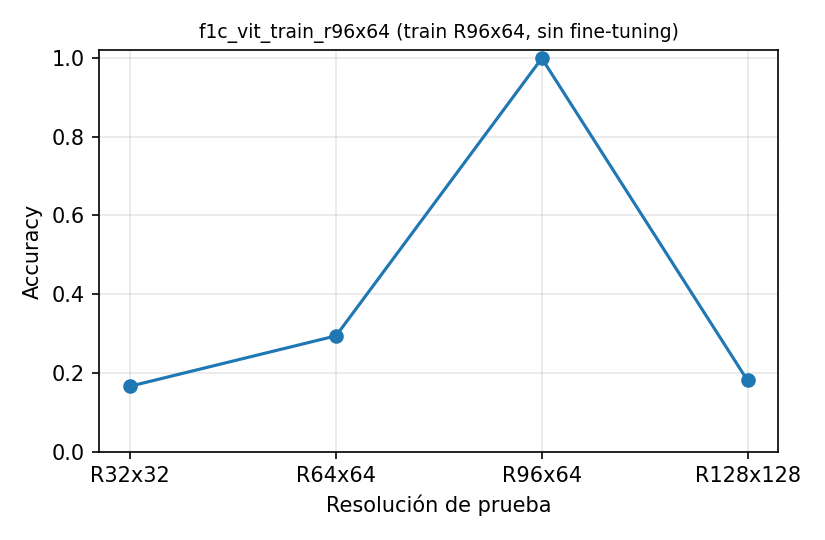 f1c_vit_train_r96x64 (train R96x64, sin fine-tuning)
1.0
0.8
0.6
0.4
0.2
0.0
Accuracy
R32x32 R64x64 R96x64 R128x128
Resolución de prueba